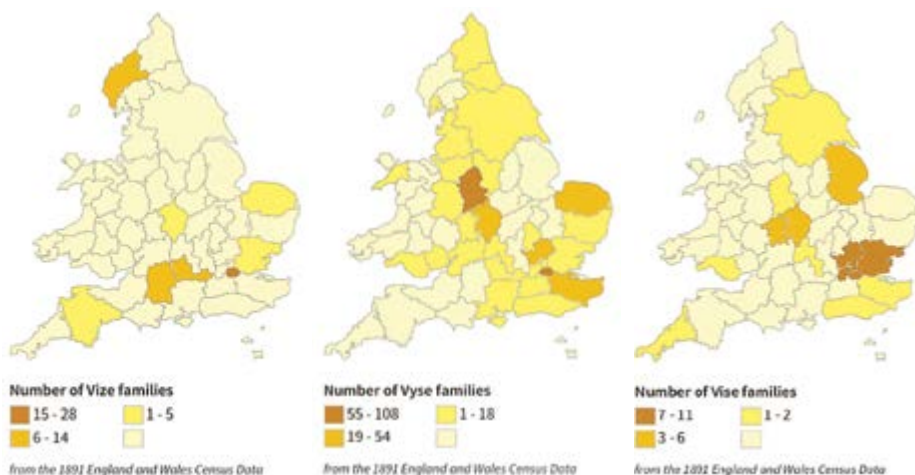 Number of Vize families
15 - 28
1 - 5
6 - 14
from the 1891 England and Wales Census Data
Number of Vyse families
55 - 108
1 - 18
19 - 54
from the 1891 England and Wales Census Data
Number of Vise families
7 - 11
1 - 2
3 - 6
from the 1891 England and Wales Census Data